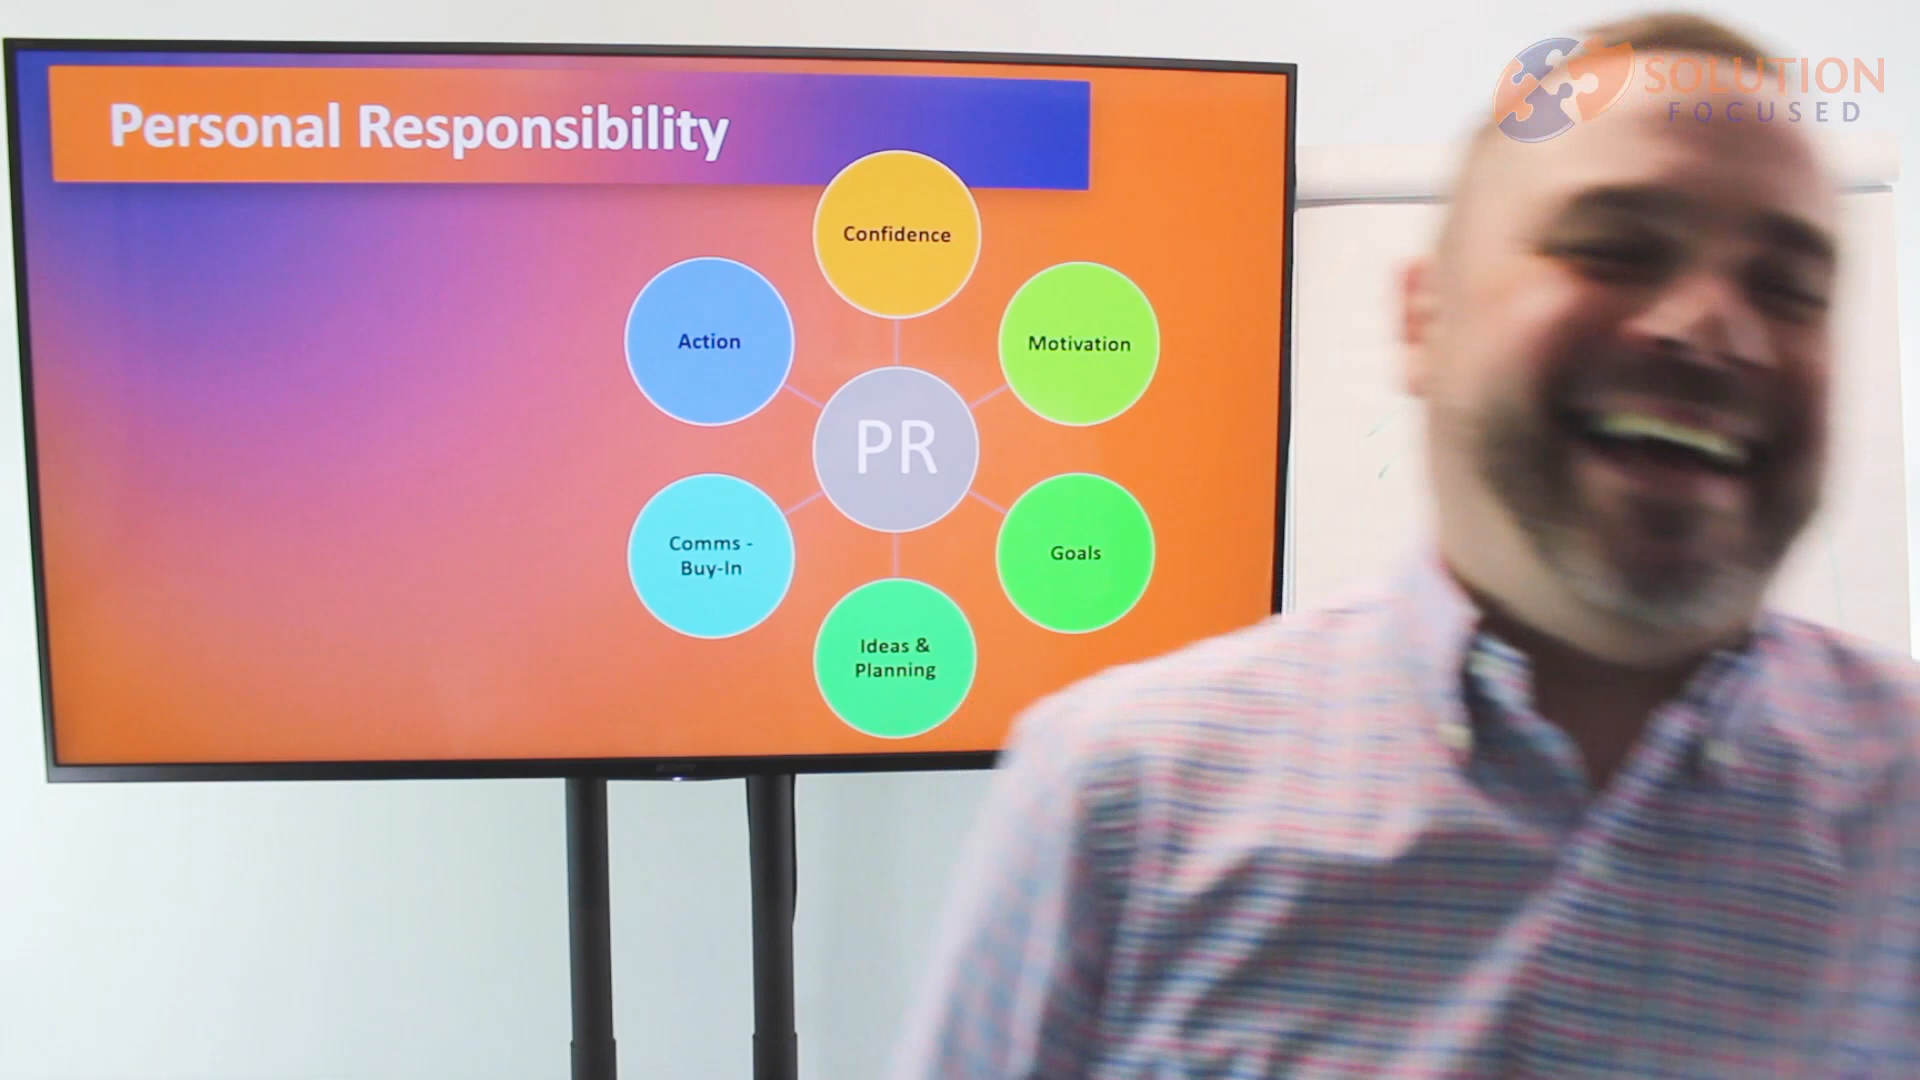 Personal Responsibility
SOLUTION
FOCUSED
Confidence
Action
Motivation
PR
Comms -
Buy-In
Goals
Ideas &
Planning